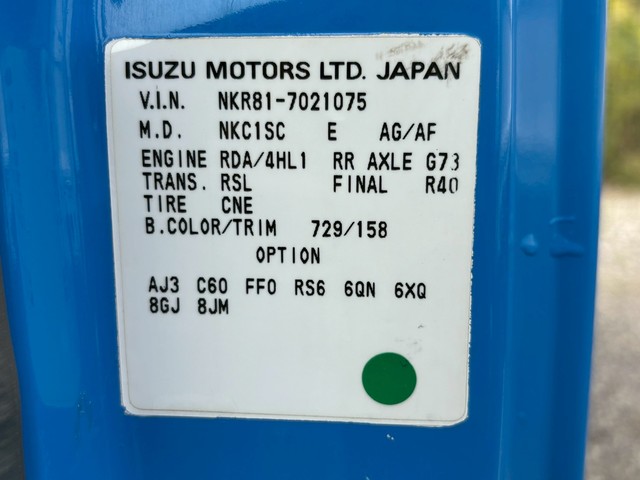 ISUZU MOTORS LTD. JAPAN
V.I.N. NKR81-7021075
M.D. NKC1SC E AG/AF
ENGINE RDA/4HL1 RR AXLE G73
TRANS. RSL FINAL R40
TIRE CNE
B.COLOR/TRIM 729/158
OPTION
AJ3 C60 FF0 RS6 6QN 6XQ
8GJ 8JM